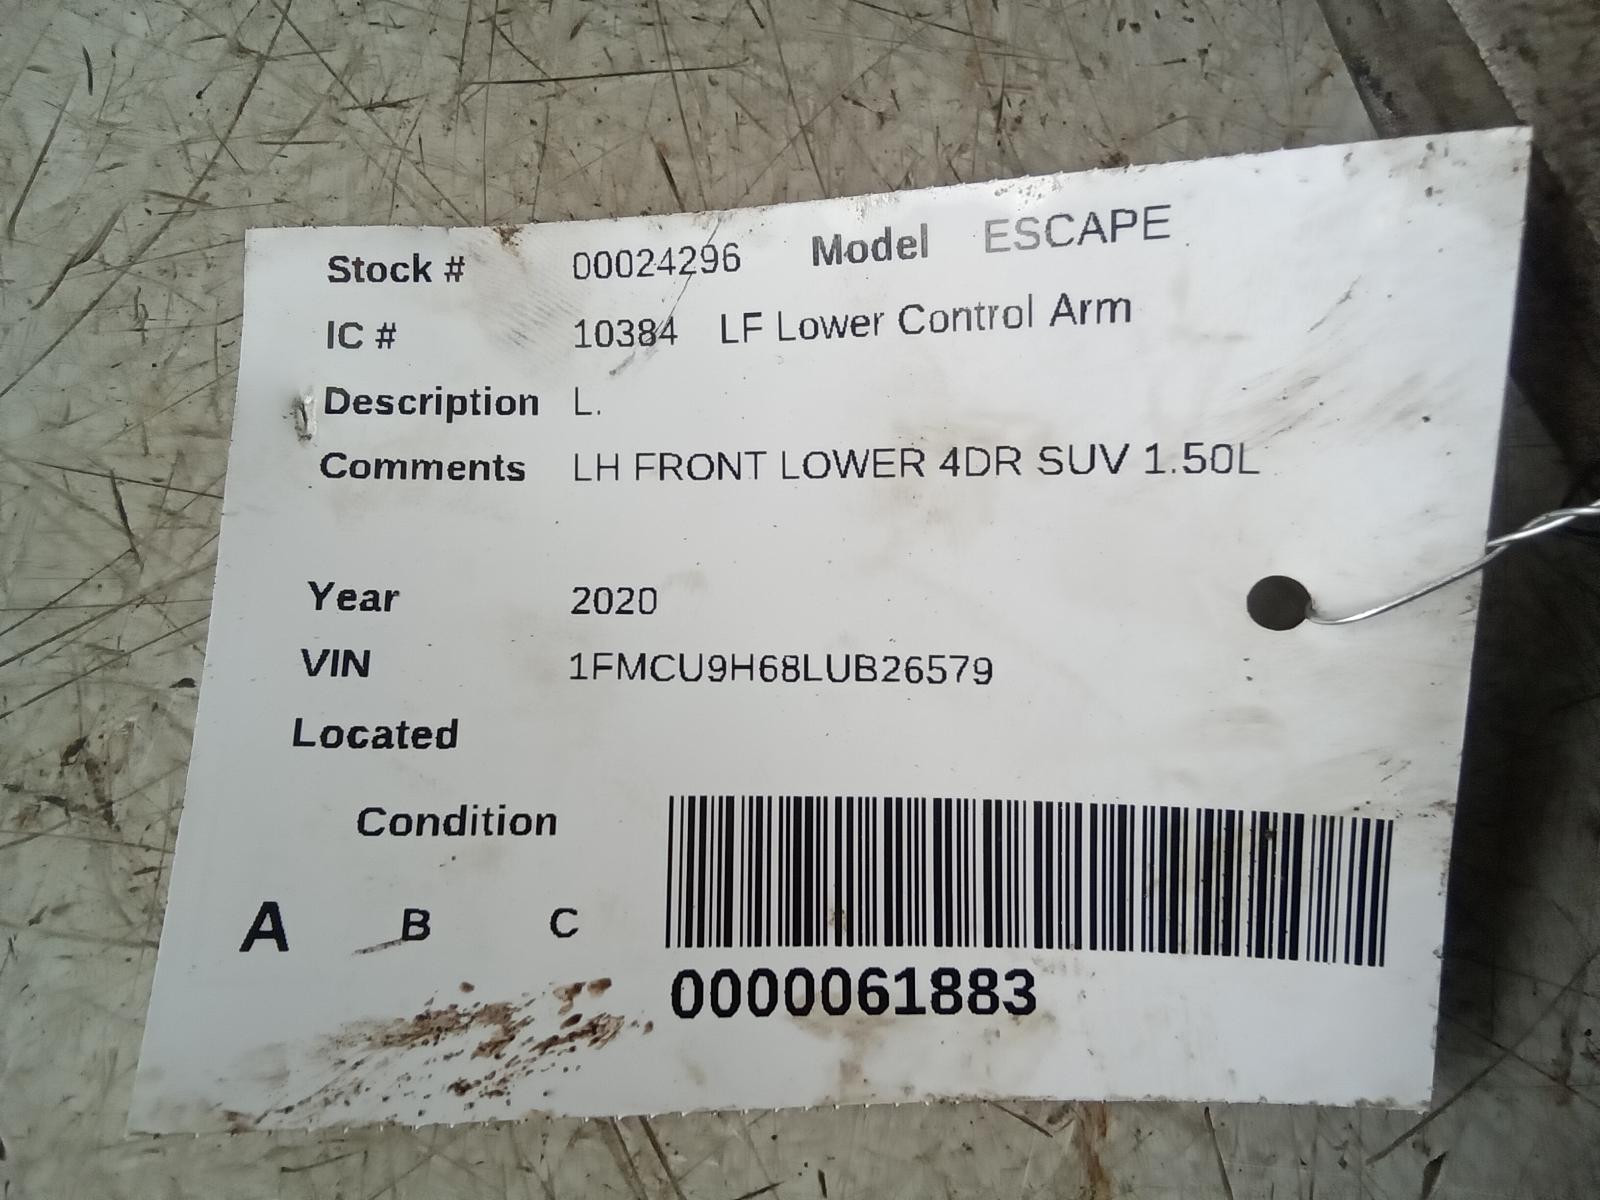 Stock # 00024296 Model ESCAPE
IC # 10384 LF Lower Control Arm
Description L.
Comments LH FRONT LOWER 4DR SUV 1.50L
Year 2020
VIN 1FMCU9H68LUB26579
Located
Condition
A B C
0000061883